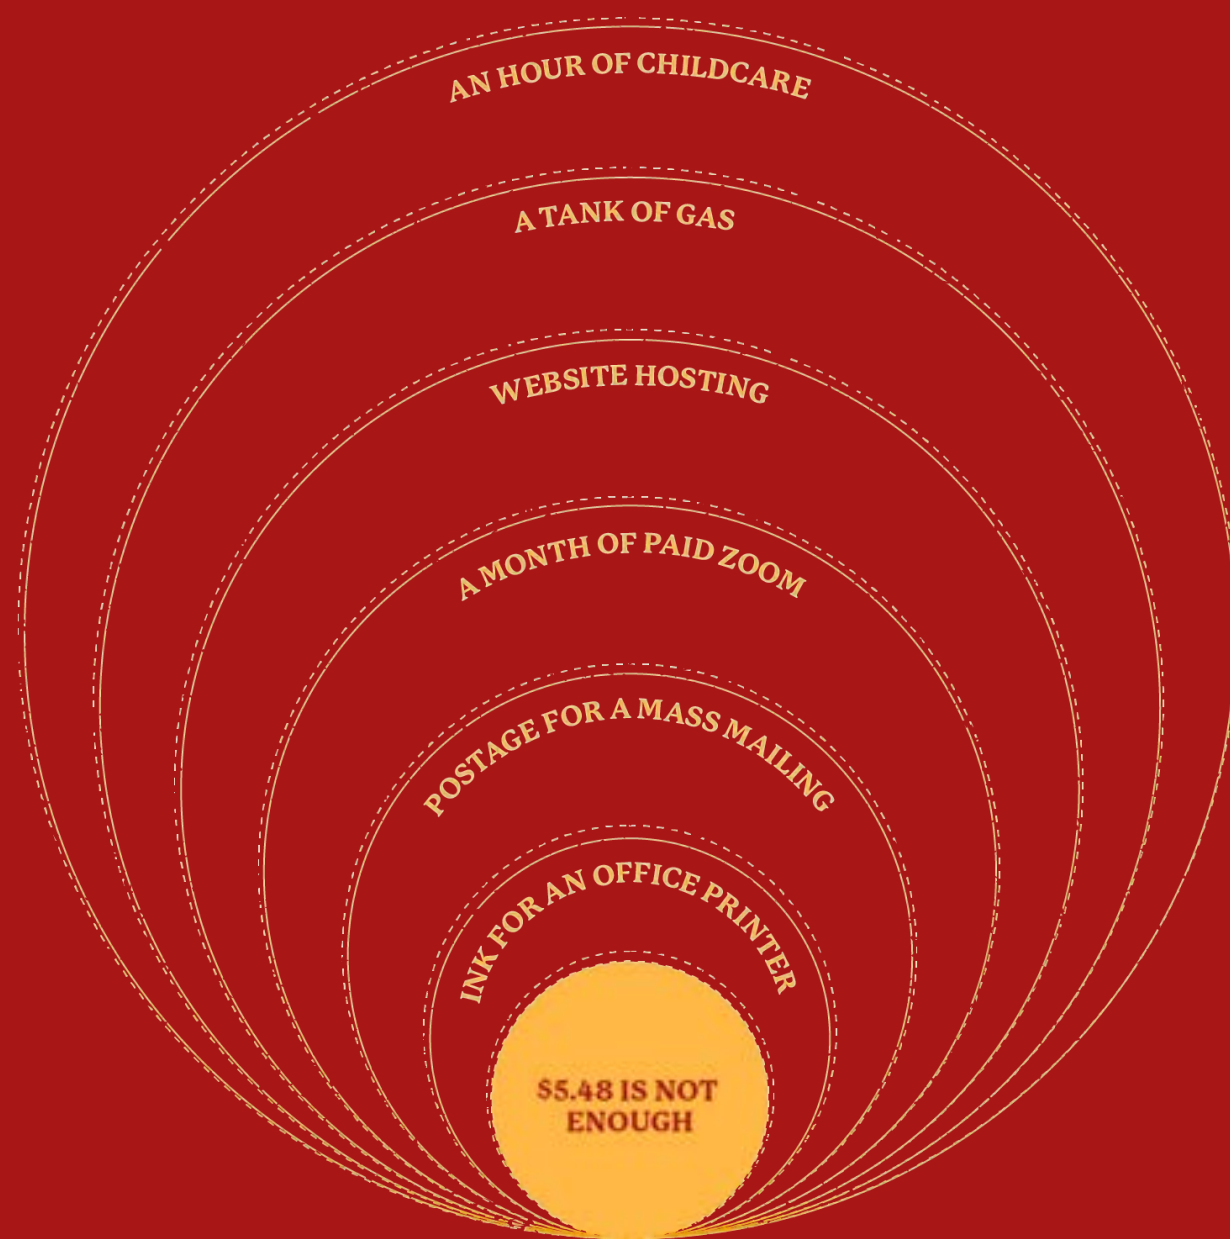 AN HOUR OF CHILDCARE
A TANK OF GAS
WEBSITE HOSTING
A MONTH OF PAID ZOOM
POSTAGE FOR A MASS MAILING
INK FOR AN OFFICE PRINTER
$5.48 IS NOT
ENOUGH